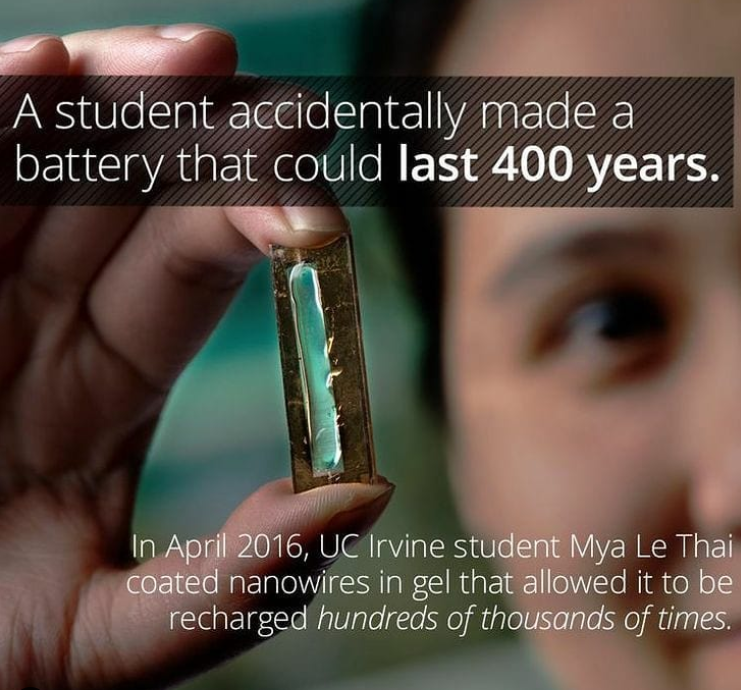 A student accidentally made a
battery that could last 400 years.
In April 2016, UC Irvine student Mya Le Thai
coated nanowires in gel that allowed it to be
recharged hundreds of thousands of times.